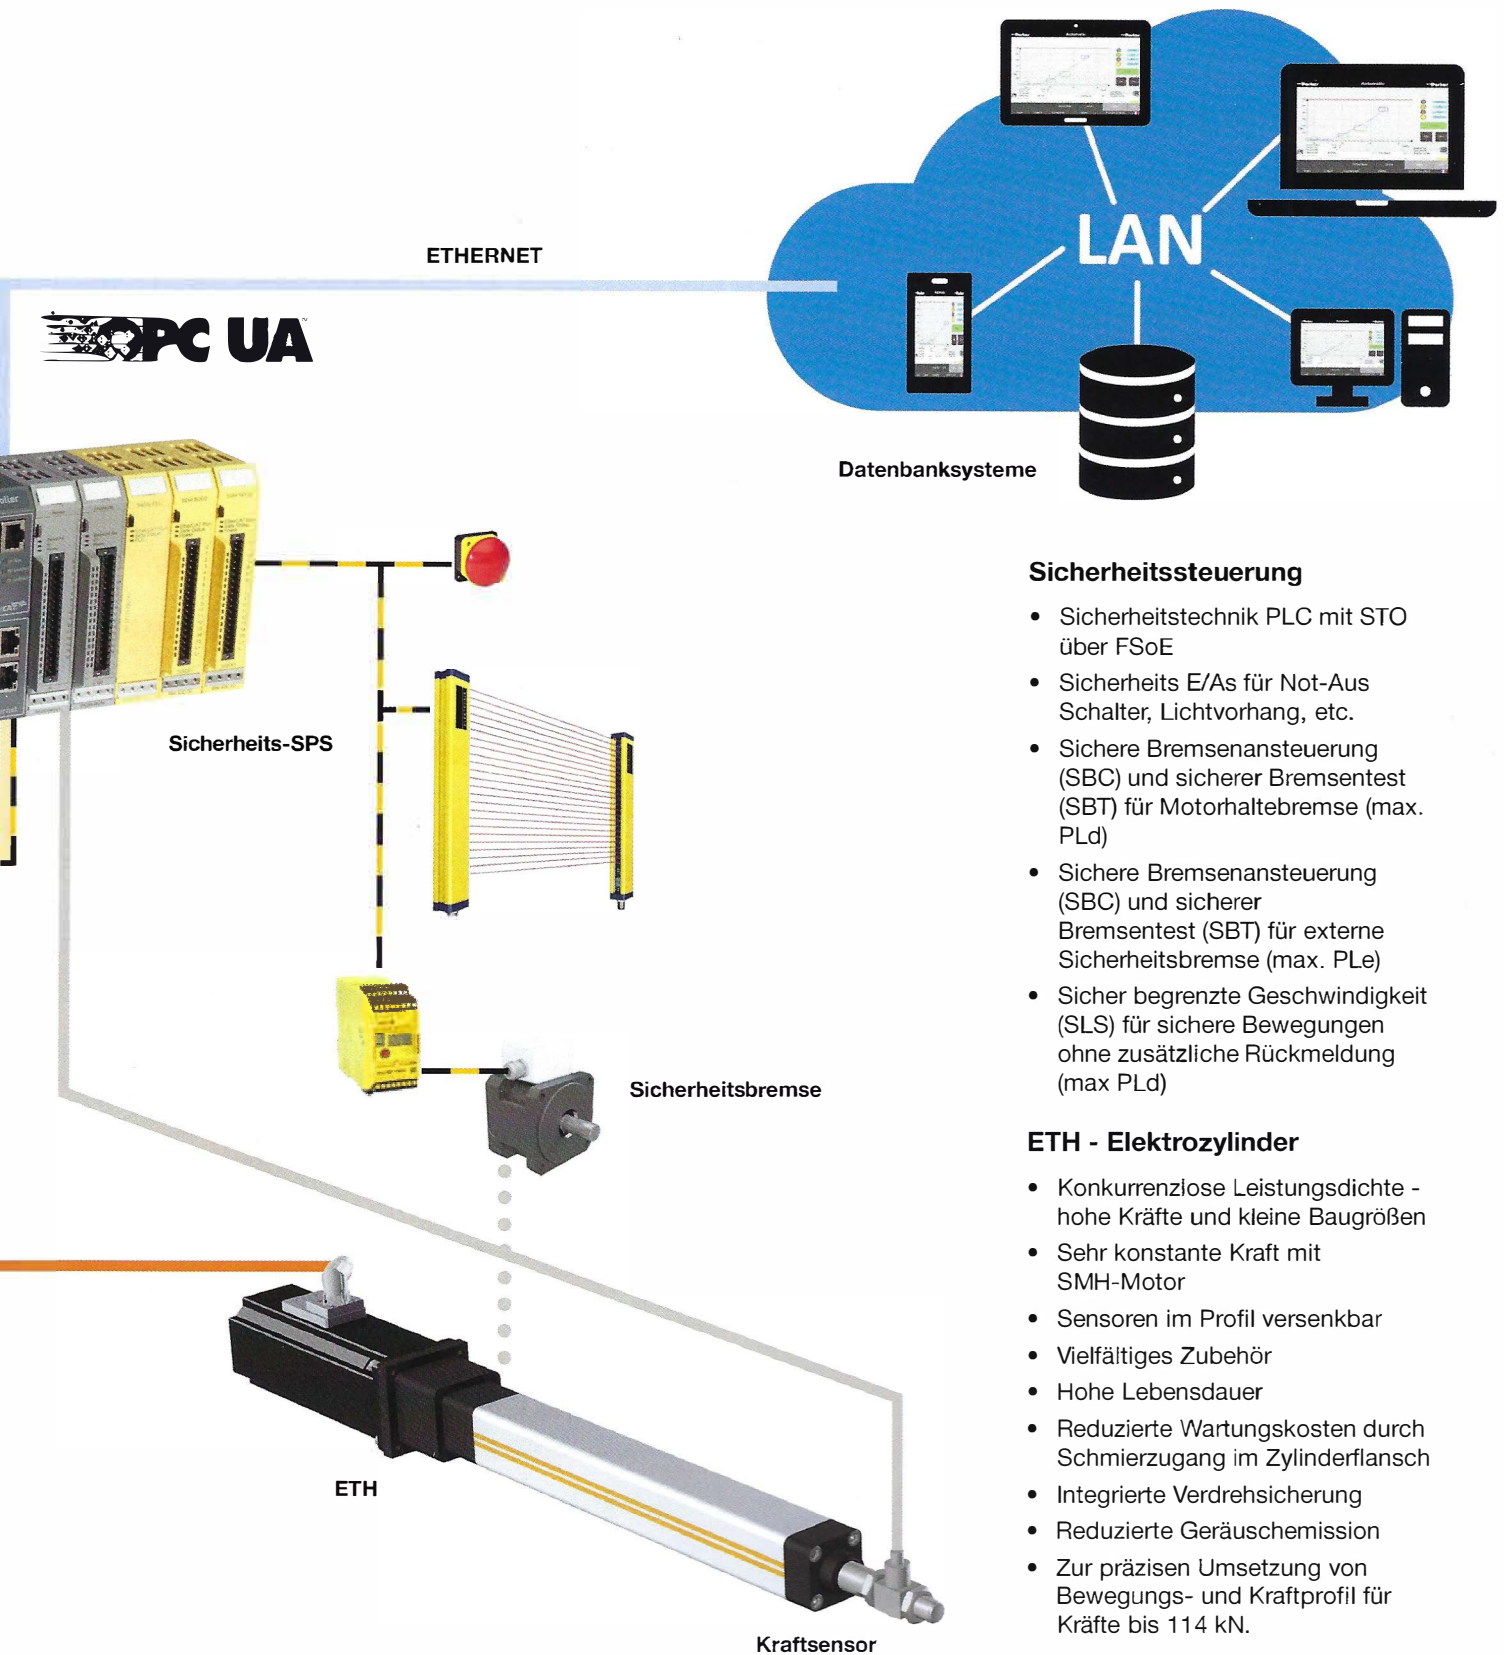 ETHERNET
OPC UA
LAN
Datenbanksysteme
Sicherheits-SPS
Sicherheitsbremse
ETH
Kraftsensor
Sicherheitssteuerung
• Sicherheitstechnik PLC mit STO
über FSoE
• Sicherheits E/As für Not-Aus
Schalter, Lichtvorhang, etc.
• Sichere Bremsenansteuerung
(SBC) und sicherer Bremsentest
(SBT) für Motorhaltebremse (max.
PLd)
• Sichere Bremsenansteuerung
(SBC) und sicherer
Bremsentest (SBT) für externe
Sicherheitsbremse (max. PLe)
• Sicher begrenzte Geschwindigkeit
(SLS) für sichere Bewegungen
ohne zusätzliche Rückmeldung
(max PLd)
ETH - Elektrozylinder
• Konkurrenzlose Leistungsdichte -
hohe Kräfte und kleine Baugrößen
• Sehr konstante Kraft mit
SMH-Motor
• Sensoren im Profil versenkbar
• Vielfältiges Zubehör
• Hohe Lebensdauer
• Reduzierte Wartungskosten durch
Schmierzugang im Zylinderflansch
• Integrierte Verdrehsicherung
• Reduzierte Geräuschemission
• Zur präzisen Umsetzung von
Bewegungs- und Kraftprofil für
Kräfte bis 114 kN.